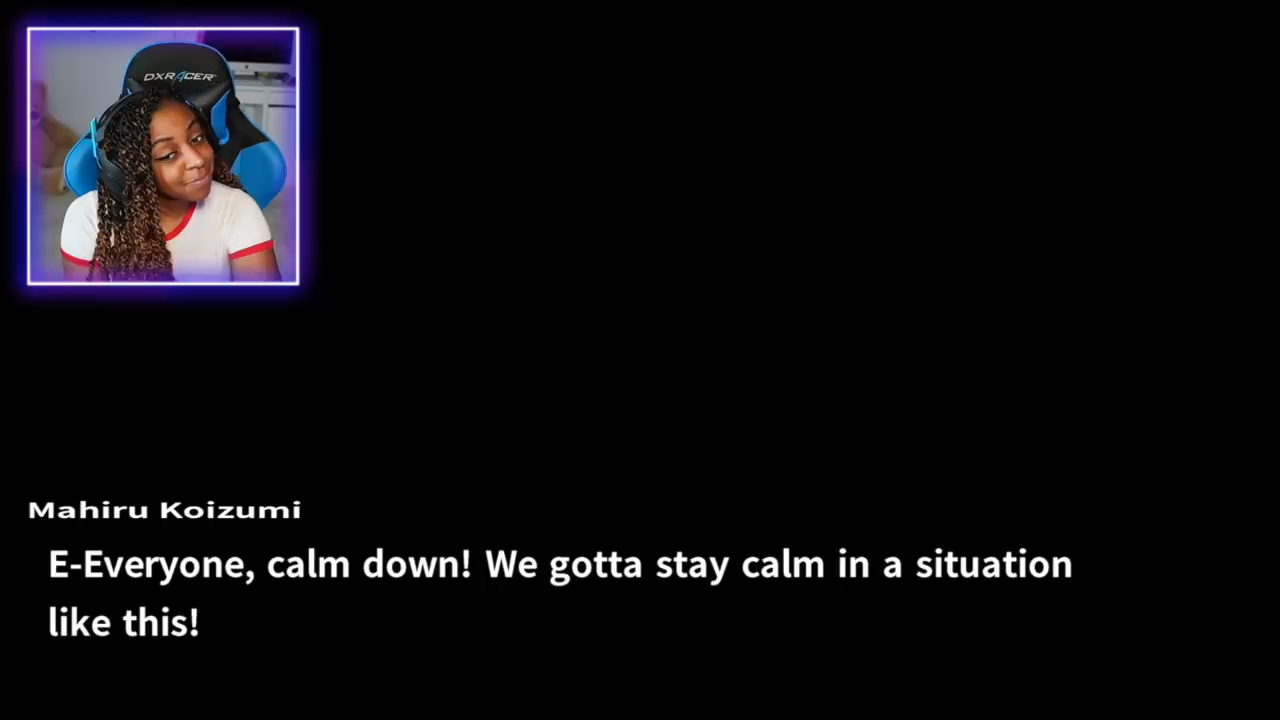 DXRACER
Mahiru Koizumi
E-Everyone, calm down! We gotta stay calm in a situation
like this!